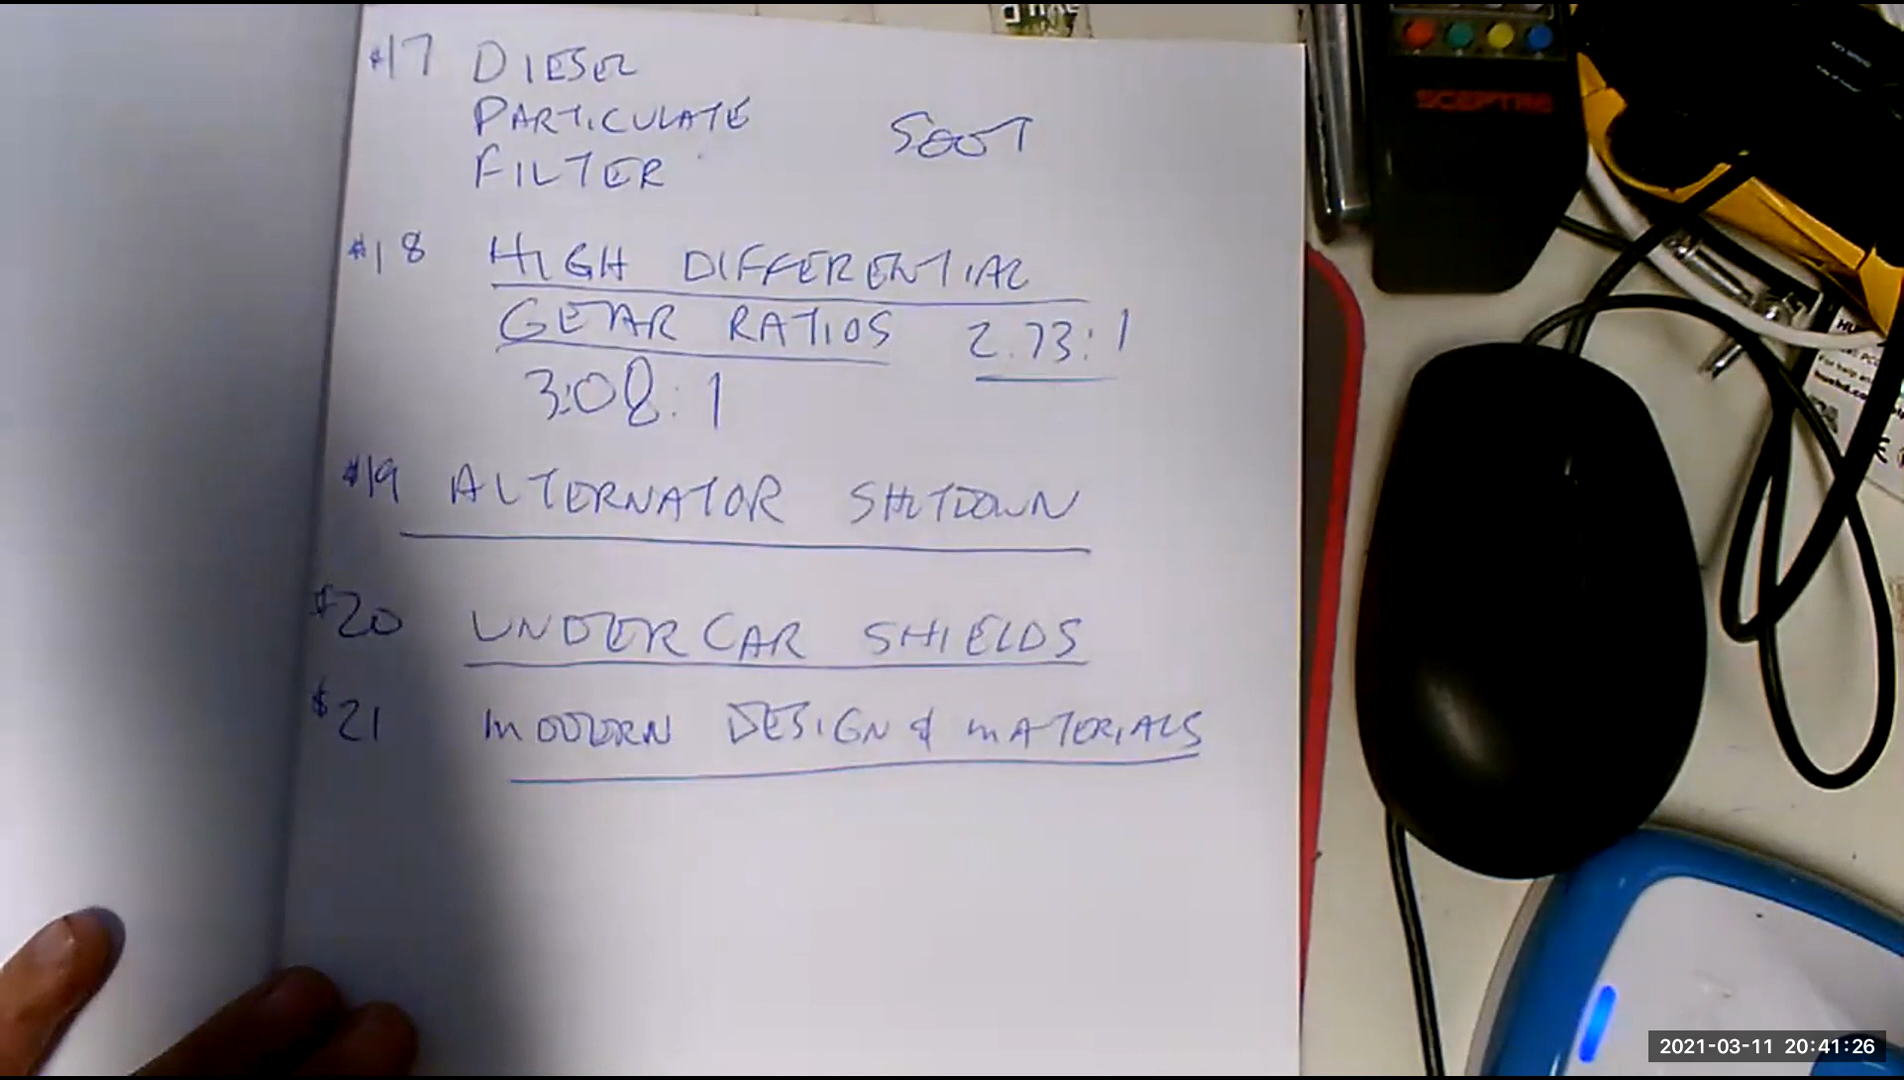 #17 DIESEL
PARTICULATE SOOT
FILTER
#18 HIGH DIFFERENTIAL
GEAR RATIOS 2.73:1
3:08:1
#19 ALTERNATOR SHUTDOWN
#20 UNDERCAR SHIELDS
#21 MODERN DESIGN & MATERIALS
SCEPTRE
2021-03-11 20:41:26